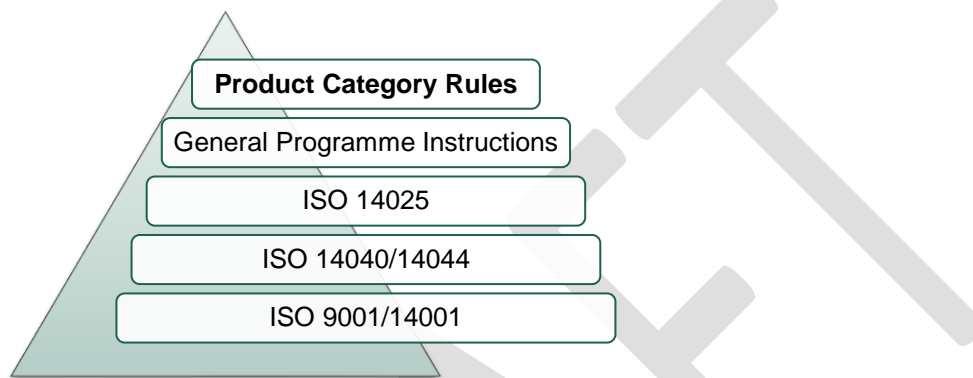 Product Category Rules
General Programme Instructions
ISO 14025
ISO 14040/14044
ISO 9001/14001